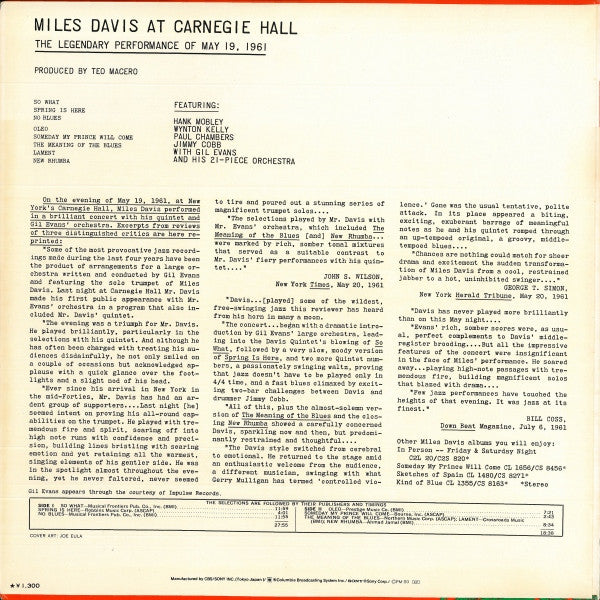 MILES DAVIS AT CARNEGIE HALL
THE LEGENDARY PERFORMANCE OF MAY 19, 1961
PRODUCED BY TEO MACERO
SO WHAT
SPRING IS HERE
NO BLUES
OLEO
SOMEDAY MY PRINCE WILL COME
THE MEANING OF THE BLUES
LAMENT
NEW RHUMBA
FEATURING:
HANK MOBLEY
WYNTON KELLY
PAUL CHAMBERS
JIMMY COBB
WITH GIL EVANS
AND HIS 21-PIECE ORCHESTRA
On the evening of May 19, 1961, at New
York's Carnegie Hall, Miles Davis performed
in a brilliant concert with his quintet and
Gil Evans' orchestra. Excerpts from reviews
of three distinguished critics are here re-
printed:
"Some of the most provocative jazz record-
ings made during the last four years have been
the product of arrangements for a large or-
chestra written and conducted by Gil Evans
and featuring the solo trumpet of Miles
Davis. Last night at Carnegie Hall Mr. Davis
made his first public appearance with Mr.
Evans' orchestra in a program that also in-
cluded Mr. Davis' quintet.
"The evening was a triumph for Mr. Davis.
He played brilliantly, particularly in the
selections with his quintet. And although he
has often been charged with treating his au-
diences disdainfully, he not only smiled on
a couple of occasions but acknowledged ap-
plause with a quick glance over the foot-
lights and a slight nod of his head.
"Ever since his arrival in New York in
the mid-Forties, Mr. Davis has had an ar-
dent group of supporters....Last night [he]
seemed intent on proving his all-round cap-
abilities on the trumpet. He played with tre-
mendous fire and spirit, soaring off into
high note runs with confidence and preci-
sion, building lines bristling with searing
emotion and yet retaining all the warmest,
singing elements of his gentler side. He was
in the spotlight almost throughout the eve-
ning, yet he never faltered, never seemed
to tire and poured out a stunning series of
magnificent trumpet solos....
"The selections played by Mr. Davis with
Mr. Evans' orchestra, which included The
Meaning of the Blues [and] New Rhumba...
were marked by rich, somber tonal mixtures
that served as a suitable contrast to
Mr. Davis' fiery performances with his quin-
tet...."
JOHN S. WILSON,
New York Times, May 20, 1961
"Davis...[played] some of the wildest,
free-swinging jazz this reviewer has heard
from his horn in many a moon.
"The concert...began with a dramatic intro-
duction by Gil Evans' large orchestra, lead-
ing into the Davis Quintet's blowing of So
What, followed by a very slow, moody version
of Spring Is Here, and two more Quintet num-
bers, a passionately swinging waltz, proving
that jazz doesn't have to be played only in
4/4 time, and a fast blues climaxed by excit-
ing two-bar challenges between Davis and
drummer Jimmy Cobb.
"All of this, plus the almost-solemn ver-
sion of The Meaning of the Blues and the clos-
ing New Rhumba showed a carefully concerned
Davis, sparkling, but predomi-
nantly restrained and thoughtful....
"The Davis style switched from cerebral
to emotional. He returned to the stage amid
an enthusiastic welcome from the audience,
a different musician, swinging with what
Gerry Mulligan has termed 'controlled vio-
lence.' Gone was the usual tentative, polite
attack. In its place appeared a biting,
exciting, exuberant barrage of meaningful
notes as he and his quintet romped through
an up-tempoed original, a groovy, middle-
tempoed blues....
"Chances are nothing could match for sheer
drama and excitement the sudden transforma-
tion of Miles Davis from a cool, restrained
jabber to a hot, uninhibited swinger...."
GEORGE T. SIMON,
New York Herald Tribune, May 20, 1961
"Davis has never played more brilliantly
than on this May night....
"Evans' rich, somber scores were, as usu-
al, perfect complements to Davis' middle-
register brooding....But all the impressive
features of the concert were insignificant
in the face of Miles' performance. He soared
away...playing high-note passages with tre-
mendous fire, building magnificent solos
that blazed with drama....
"Few jazz performances have touched the
heights of that evening. It was jazz at its
finest."
BILL COSS,
Down Beat Magazine, July 6, 1961
Other Miles Davis albums you will enjoy:
In Person -- Friday & Saturday Night
C2L 20/C2S 820*
Someday My Prince Will Come CL 1656/CS 8456*
Sketches of Spain CL 1480/CS 8271*
Kind of Blue CL 1355/CS 8163* *Stereo
Gil Evans appears through the courtesy of Impulse Records.
THE SELECTIONS ARE FOLLOWED BY THEIR PUBLISHERS AND TIMINGS
COVER ART: JOE EULA
★¥1,300
Manufactured by CBS/SONY INC./Tokyo Japan